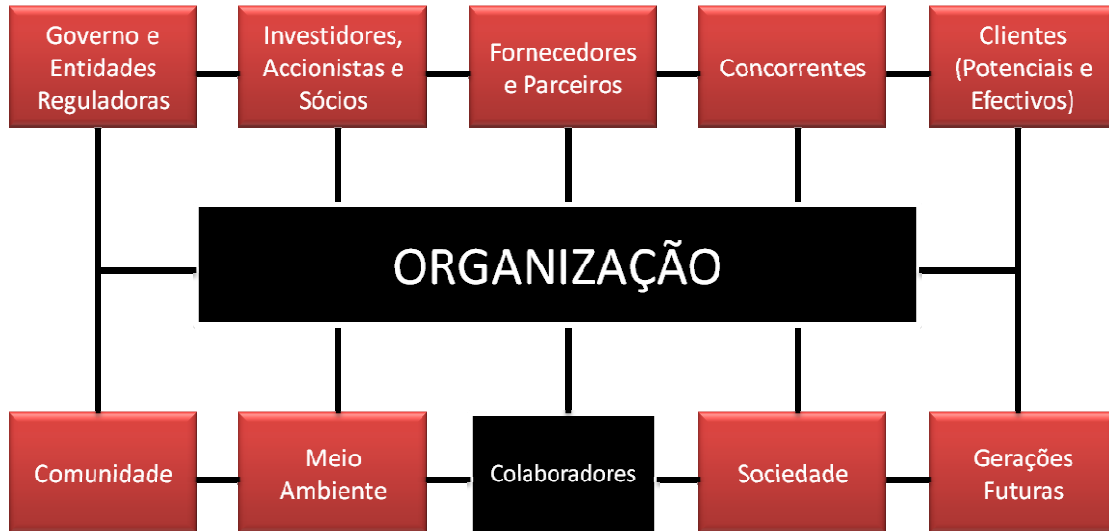 Governo e
Entidades
Reguladoras
Investidores,
Accionistas e
Sócios
Fornecedores
e Parceiros
Concorrentes
Clientes
(Potenciais e
Efectivos)
ORGANIZAÇÃO
Comunidade
Meio
Ambiente
Colaboradores
Sociedade
Gerações
Futuras